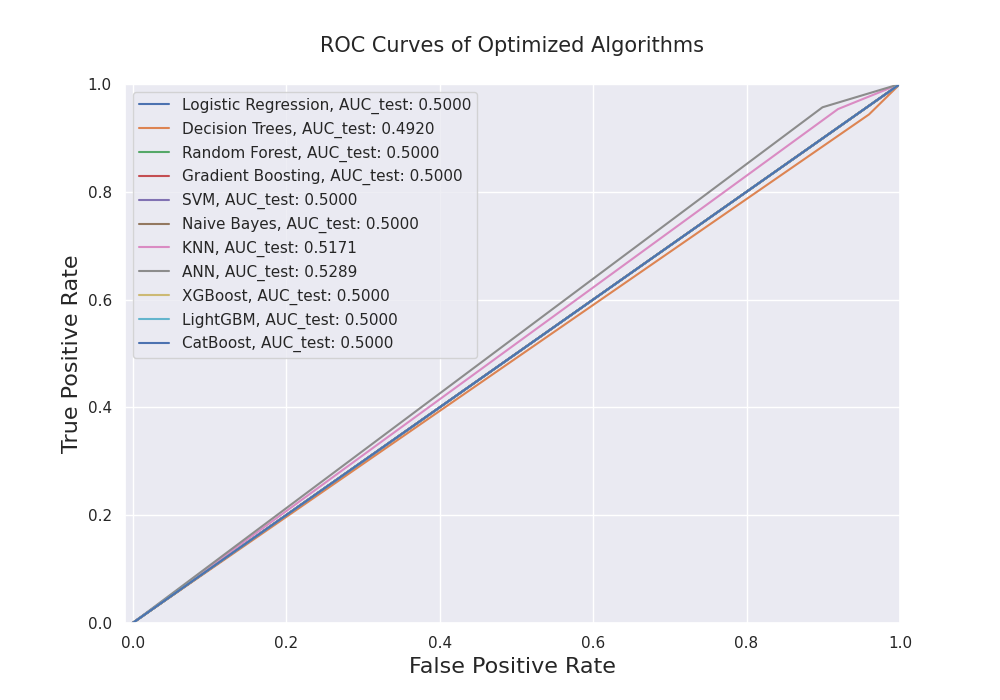 ROC Curves of Optimized Algorithms
1.0
Logistic Regression, AUC_test: 0.5000
Decision Trees, AUC_test: 0.4920
Random Forest, AUC_test: 0.5000
Gradient Boosting, AUC_test: 0.5000
SVM, AUC_test: 0.5000
Naive Bayes, AUC_test: 0.5000
KNN, AUC_test: 0.5171
ANN, AUC_test: 0.5289
XGBoost, AUC_test: 0.5000
LightGBM, AUC_test: 0.5000
CatBoost, AUC_test: 0.5000
0.8
0.6
0.4
0.2
0.0
True Positive Rate
0.0 0.2 0.4 0.6 0.8 1.0
False Positive Rate